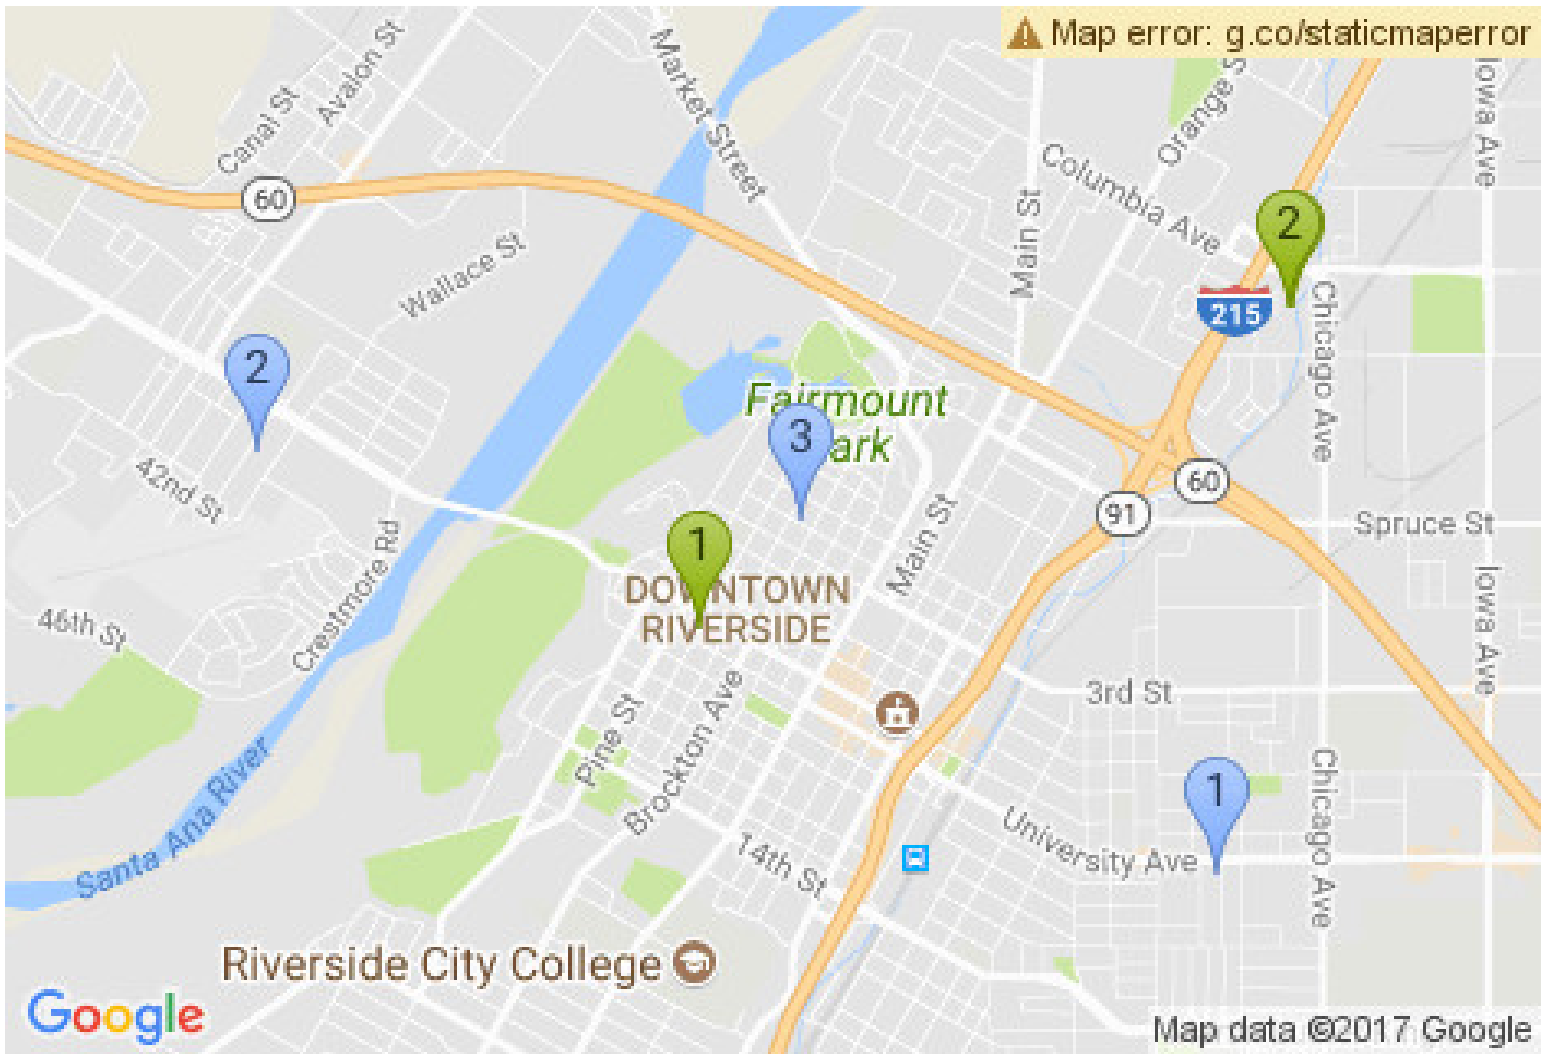 Map error: g.co/staticmaperror
Market Street
Avalon St
Canal St
Orange S
Iowa Ave
60
Columbia Ave
Main St
Wallace St
2
215
Chicago Ave
2
Fairmount
ark
3
42nd St
60
91
Spruce St
Main St
1
Crestmore Rd
DOWNTOWN
RIVERSIDE
46th St
Iowa Ave
3rd St
Pine St
Brockton Ave
Santa Ana River
1
University Ave
Chicago Ave
14th St
Riverside City College
Google
Map data ©2017 Google